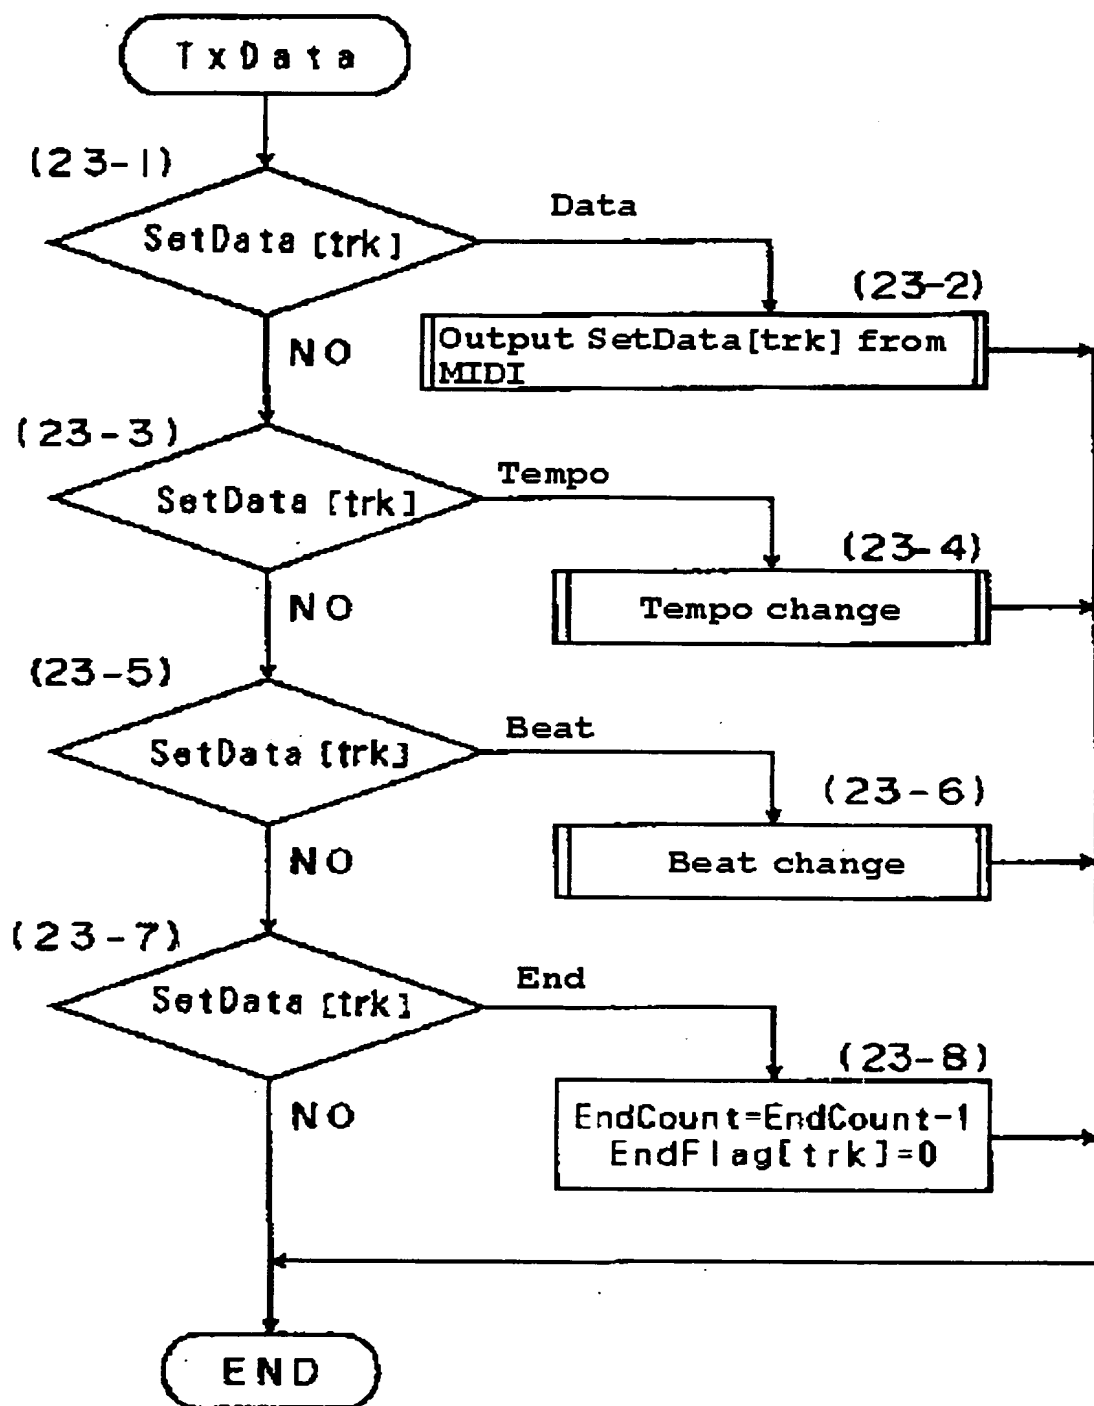 TxData
(23-1)
SetData [trk]
Data
(23-2)
Output SetData[trk] from
MIDI
NO
(23-3)
SetData [trk]
Tempo
(23-4)
Tempo change
NO
(23-5)
SetData [trk]
Beat
(23-6)
Beat change
NO
(23-7)
SetData [trk]
End
(23-8)
EndCount=EndCount-1
EndFlag[trk]=0
NO
END